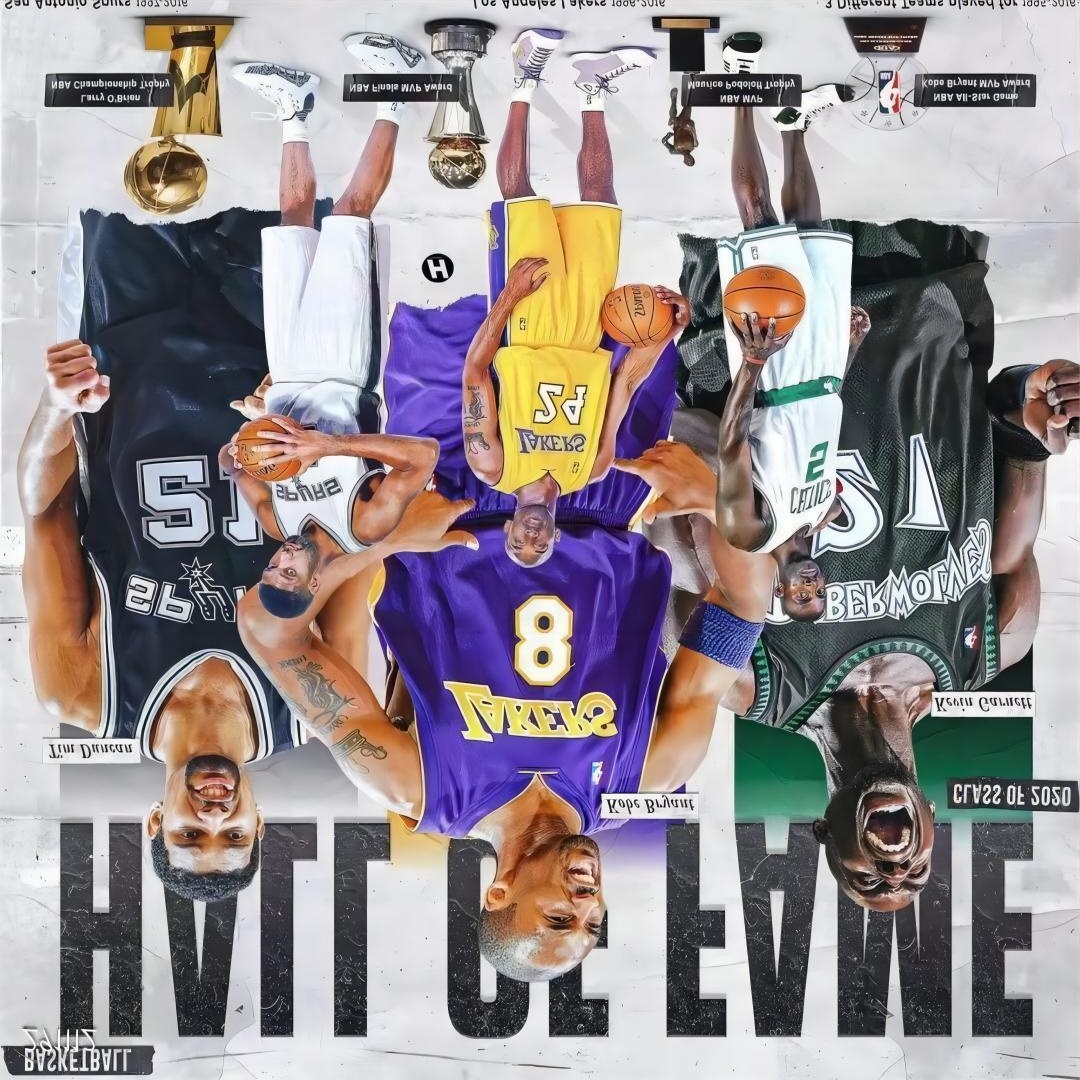 BASKETBALL
HALL OF FAME
CLASS OF 2020
Kobe Bryant
Tim Duncan
Kevin Garnett
LAKERS
8
SPURS
21
BERWOLVES
21
SPURS
LAKERS
24
CELTICS
SPALDING
H
Larry O'Brien
NBA Championship Trophy
NBA Finals MVP Award
NBA MVP
Maurice Podoloff Trophy
NBA All-Star Game
Kobe Bryant MVP Award
San Antonio Spurs 1997-2016
Los Angeles Lakers 1996-2016
3 Different Teams played for 1995-2016